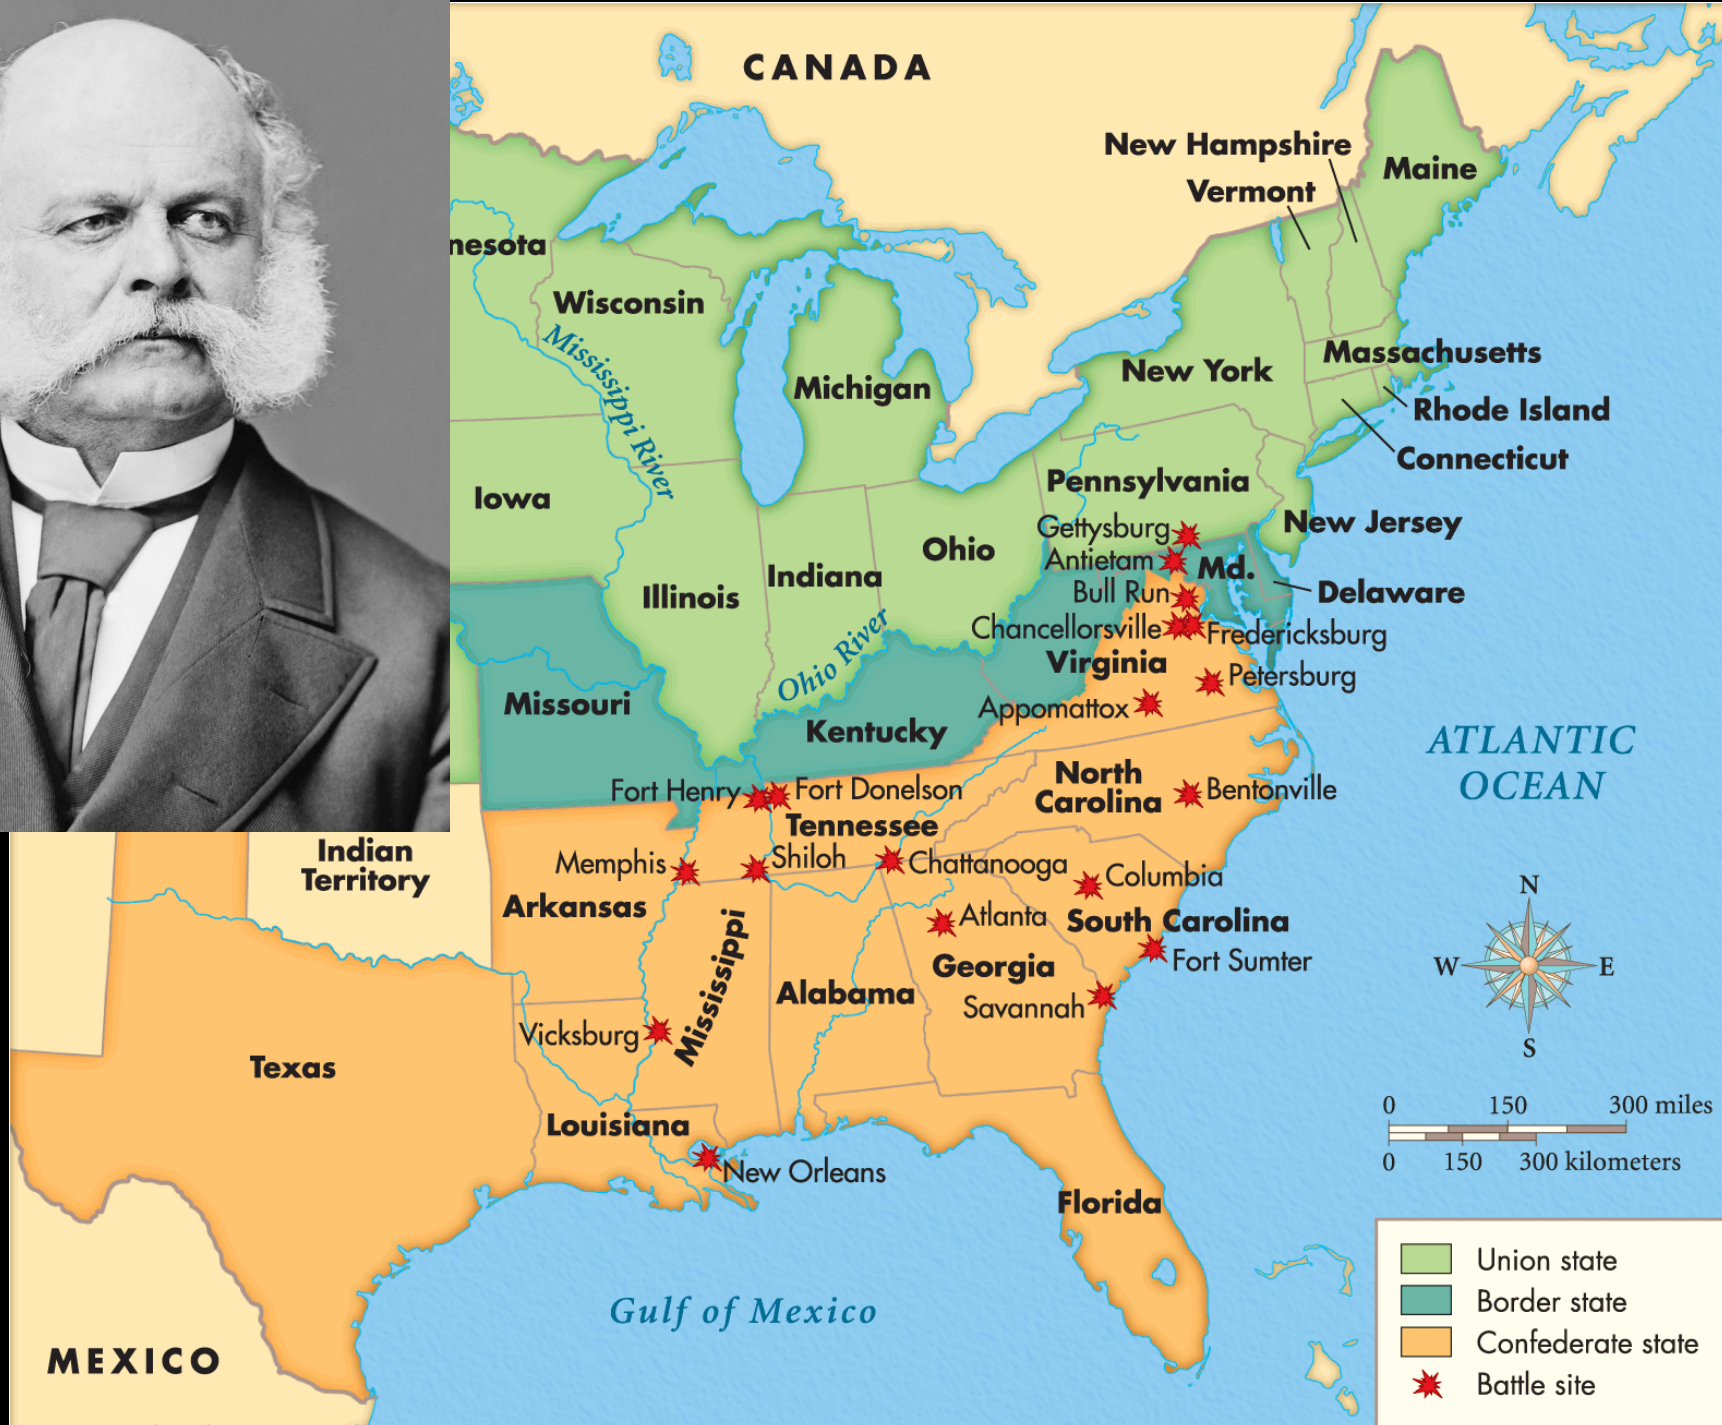 CANADA
New Hampshire
Maine
Vermont
nesota
Wisconsin
Mississippi River
Michigan
New York
Massachusetts
Rhode Island
Connecticut
Iowa
Pennsylvania
Gettysburg
New Jersey
Ohio
Antietam
Md.
Indiana
Illinois
Bull Run
Delaware
Chancellorsville
Fredericksburg
Ohio River
Virginia
Petersburg
Missouri
Appomattox
Kentucky
ATLANTIC
OCEAN
North
Carolina
Bentonville
Fort Henry
Fort Donelson
Tennessee
Indian
Territory
Memphis
Shiloh
Chattanooga
Columbia
Arkansas
Mississippi
Atlanta
South Carolina
N
W
E
S
Fort Sumter
Georgia
Alabama
Savannah
Vicksburg
Texas
0 150 300 miles
0 150 300 kilometers
Louisiana
New Orleans
Florida
Gulf of Mexico
MEXICO
Union state
Border state
Confederate state
Battle site